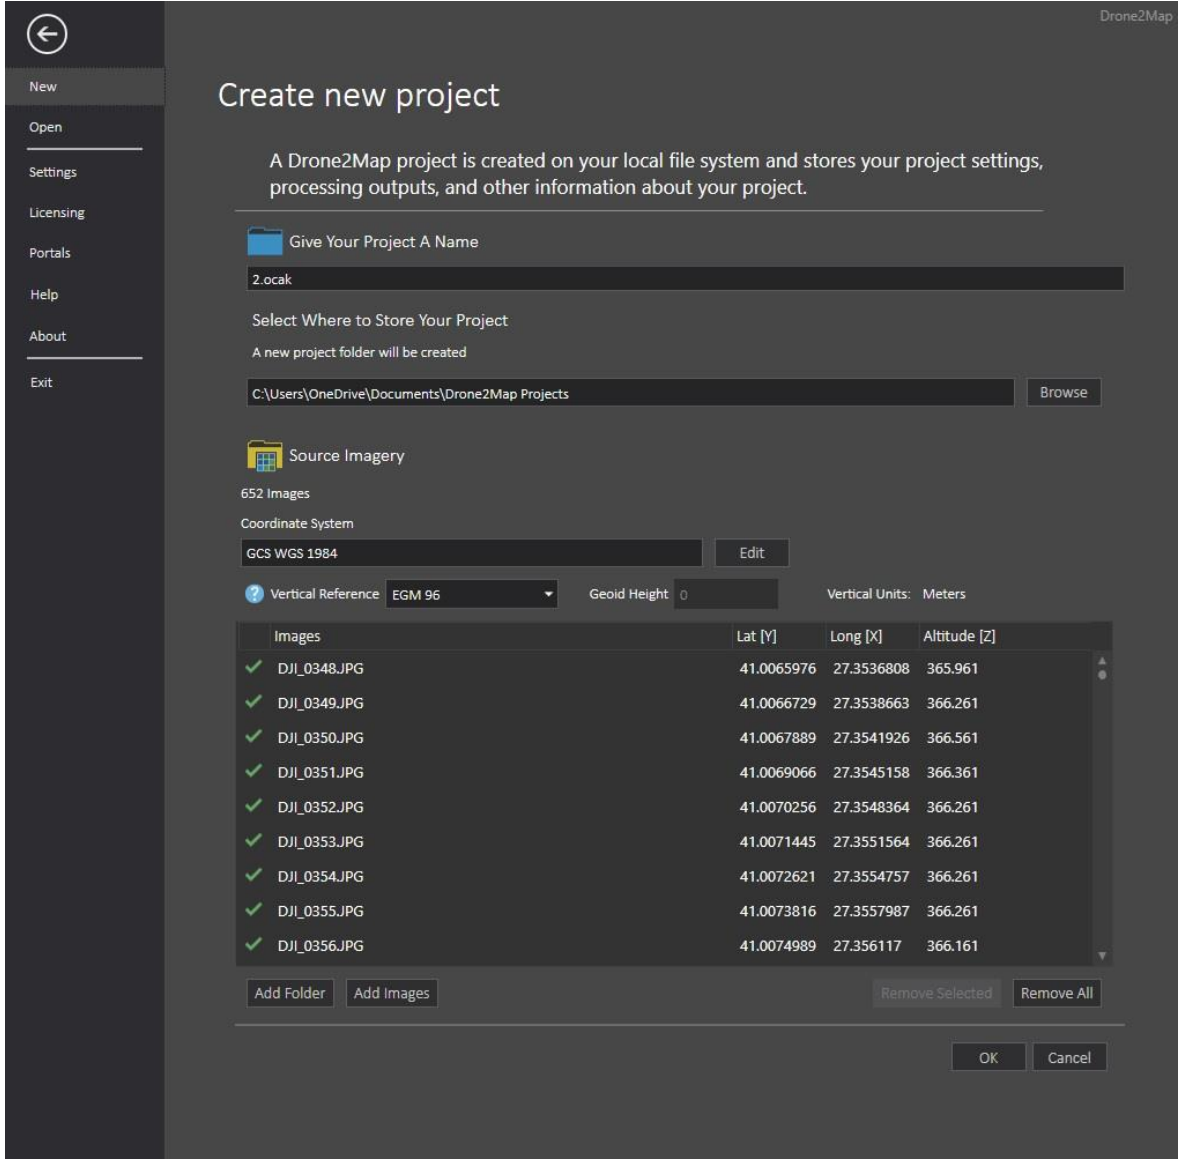 Drone2Map
New
Open
Settings
Licensing
Portals
Help
About
Exit
Create new project
A Drone2Map project is created on your local file system and stores your project settings,
processing outputs, and other information about your project.
Give Your Project A Name
2.ocak
Select Where to Store Your Project
A new project folder will be created
C:\Users\OneDrive\Documents\Drone2Map Projects Browse
Source Imagery
652 Images
Coordinate System
GCS WGS 1984 Edit
? Vertical Reference EGM 96 Geoid Height 0 Vertical Units: Meters
Images Lat [Y] Long [X] Altitude [Z]
DJI_0348.JPG 41.0065976 27.3536808 365.961
DJI_0349.JPG 41.0066729 27.3538663 366.261
DJI_0350.JPG 41.0067889 27.3541926 366.561
DJI_0351.JPG 41.0069066 27.3545158 366.361
DJI_0352.JPG 41.0070256 27.3548364 366.261
DJI_0353.JPG 41.0071445 27.3551564 366.261
DJI_0354.JPG 41.0072621 27.3554757 366.261
DJI_0355.JPG 41.0073816 27.3557987 366.261
DJI_0356.JPG 41.0074989 27.356117 366.161
Add Folder Add Images Remove Selected Remove All
OK Cancel